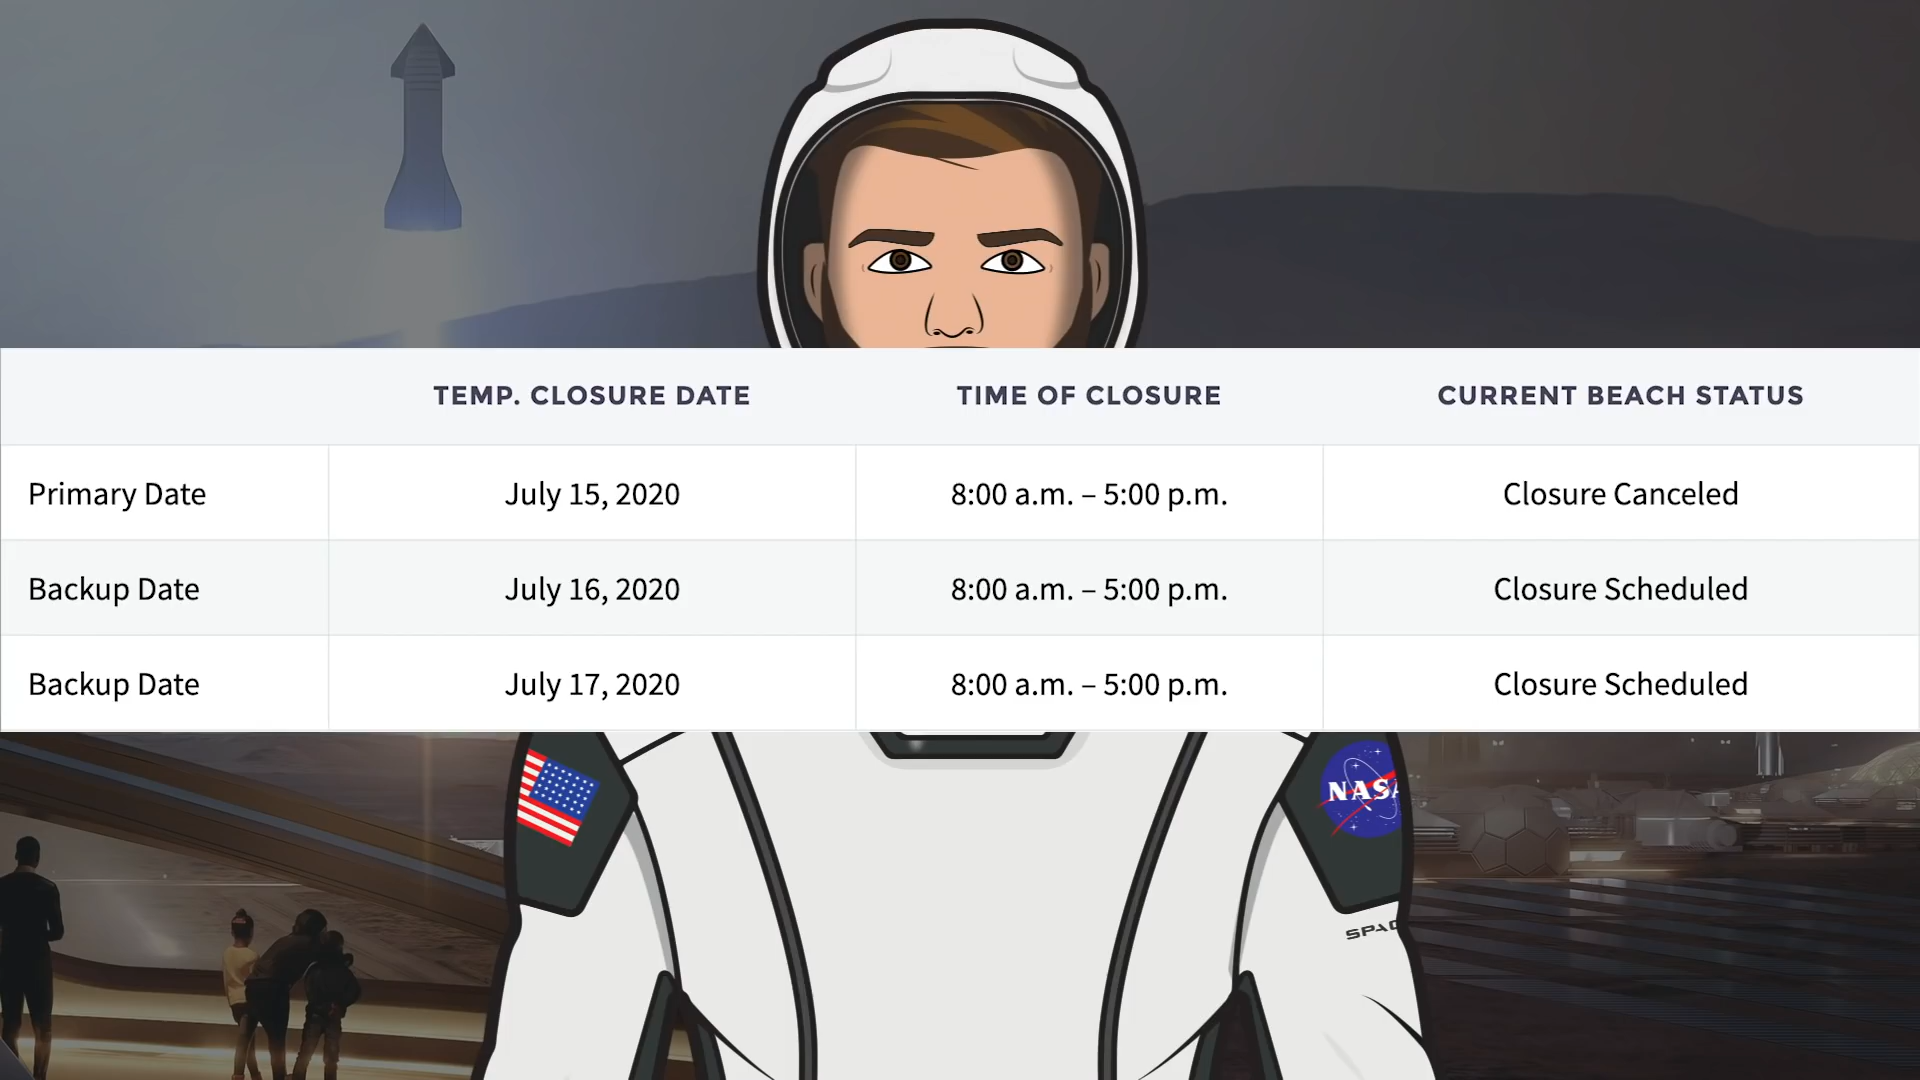 TEMP. CLOSURE DATE TIME OF CLOSURE CURRENT BEACH STATUS
Primary Date July 15, 2020 8:00 a.m. – 5:00 p.m. Closure Canceled
Backup Date July 16, 2020 8:00 a.m. – 5:00 p.m. Closure Scheduled
Backup Date July 17, 2020 8:00 a.m. – 5:00 p.m. Closure Scheduled
NASA
SPAC